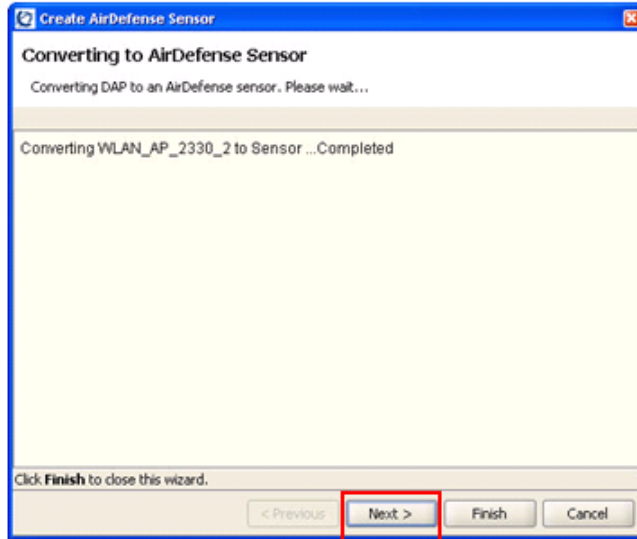 Create AirDefense Sensor
Converting to AirDefense Sensor
Converting DAP to an AirDefense sensor. Please wait...
Converting WLAN_AP_2330_2 to Sensor ...Completed
Click Finish to close this wizard.
< Previous Next > Finish Cancel